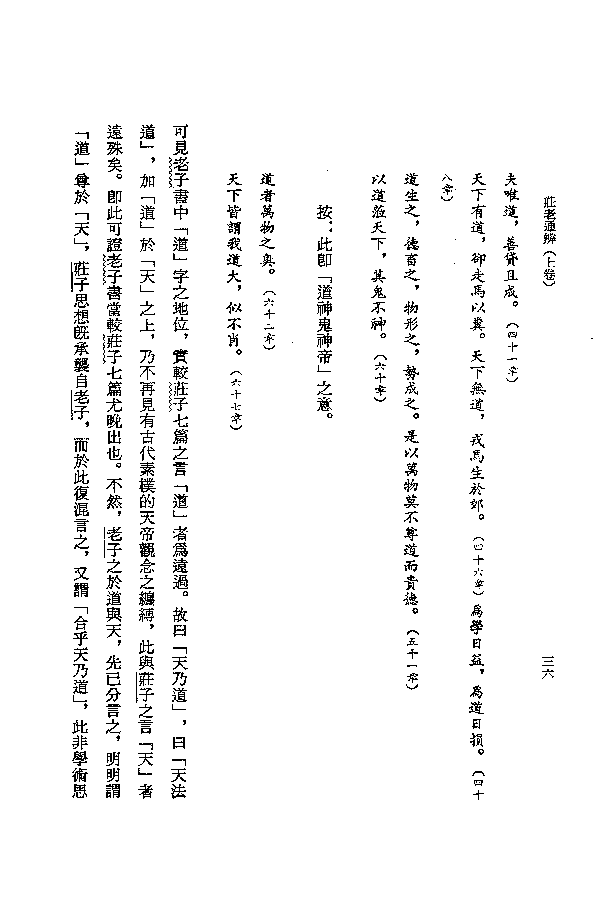 莊老通辨（上卷）
三六
夫唯道，善貸且成。（四十一章）
天下有道，卻走馬以糞。天下無道，戎馬生於郊。（四十六章）爲學日益，爲道日損。（四十
八章）
道生之，德畜之，物形之，勢成之。是以萬物莫不尊道而貴德。（五十一章）
以道蒞天下，其鬼不神。（六十章）
按：此卽「道神鬼神帝」之意。
道者萬物之奧。（六十二章）
天下皆謂我道大，似不肖。（六十七章）
可見老子書中「道」字之地位，實較莊子七篇之言「道」者爲遠過。故曰「天乃道」，曰「天法
道」，加「道」於「天」之上，乃不再見有古代素樸的天帝觀念之纏縛，此與莊子之言「天」者
遠殊矣。卽此可證老子書當較莊子七篇尤晚出也。不然，老子之於道與天，先已分言之，明明謂
「道」尊於「天」，莊子思想旣承襲自老子，而於此復混言之，又謂「合乎天乃道」，此非學術思